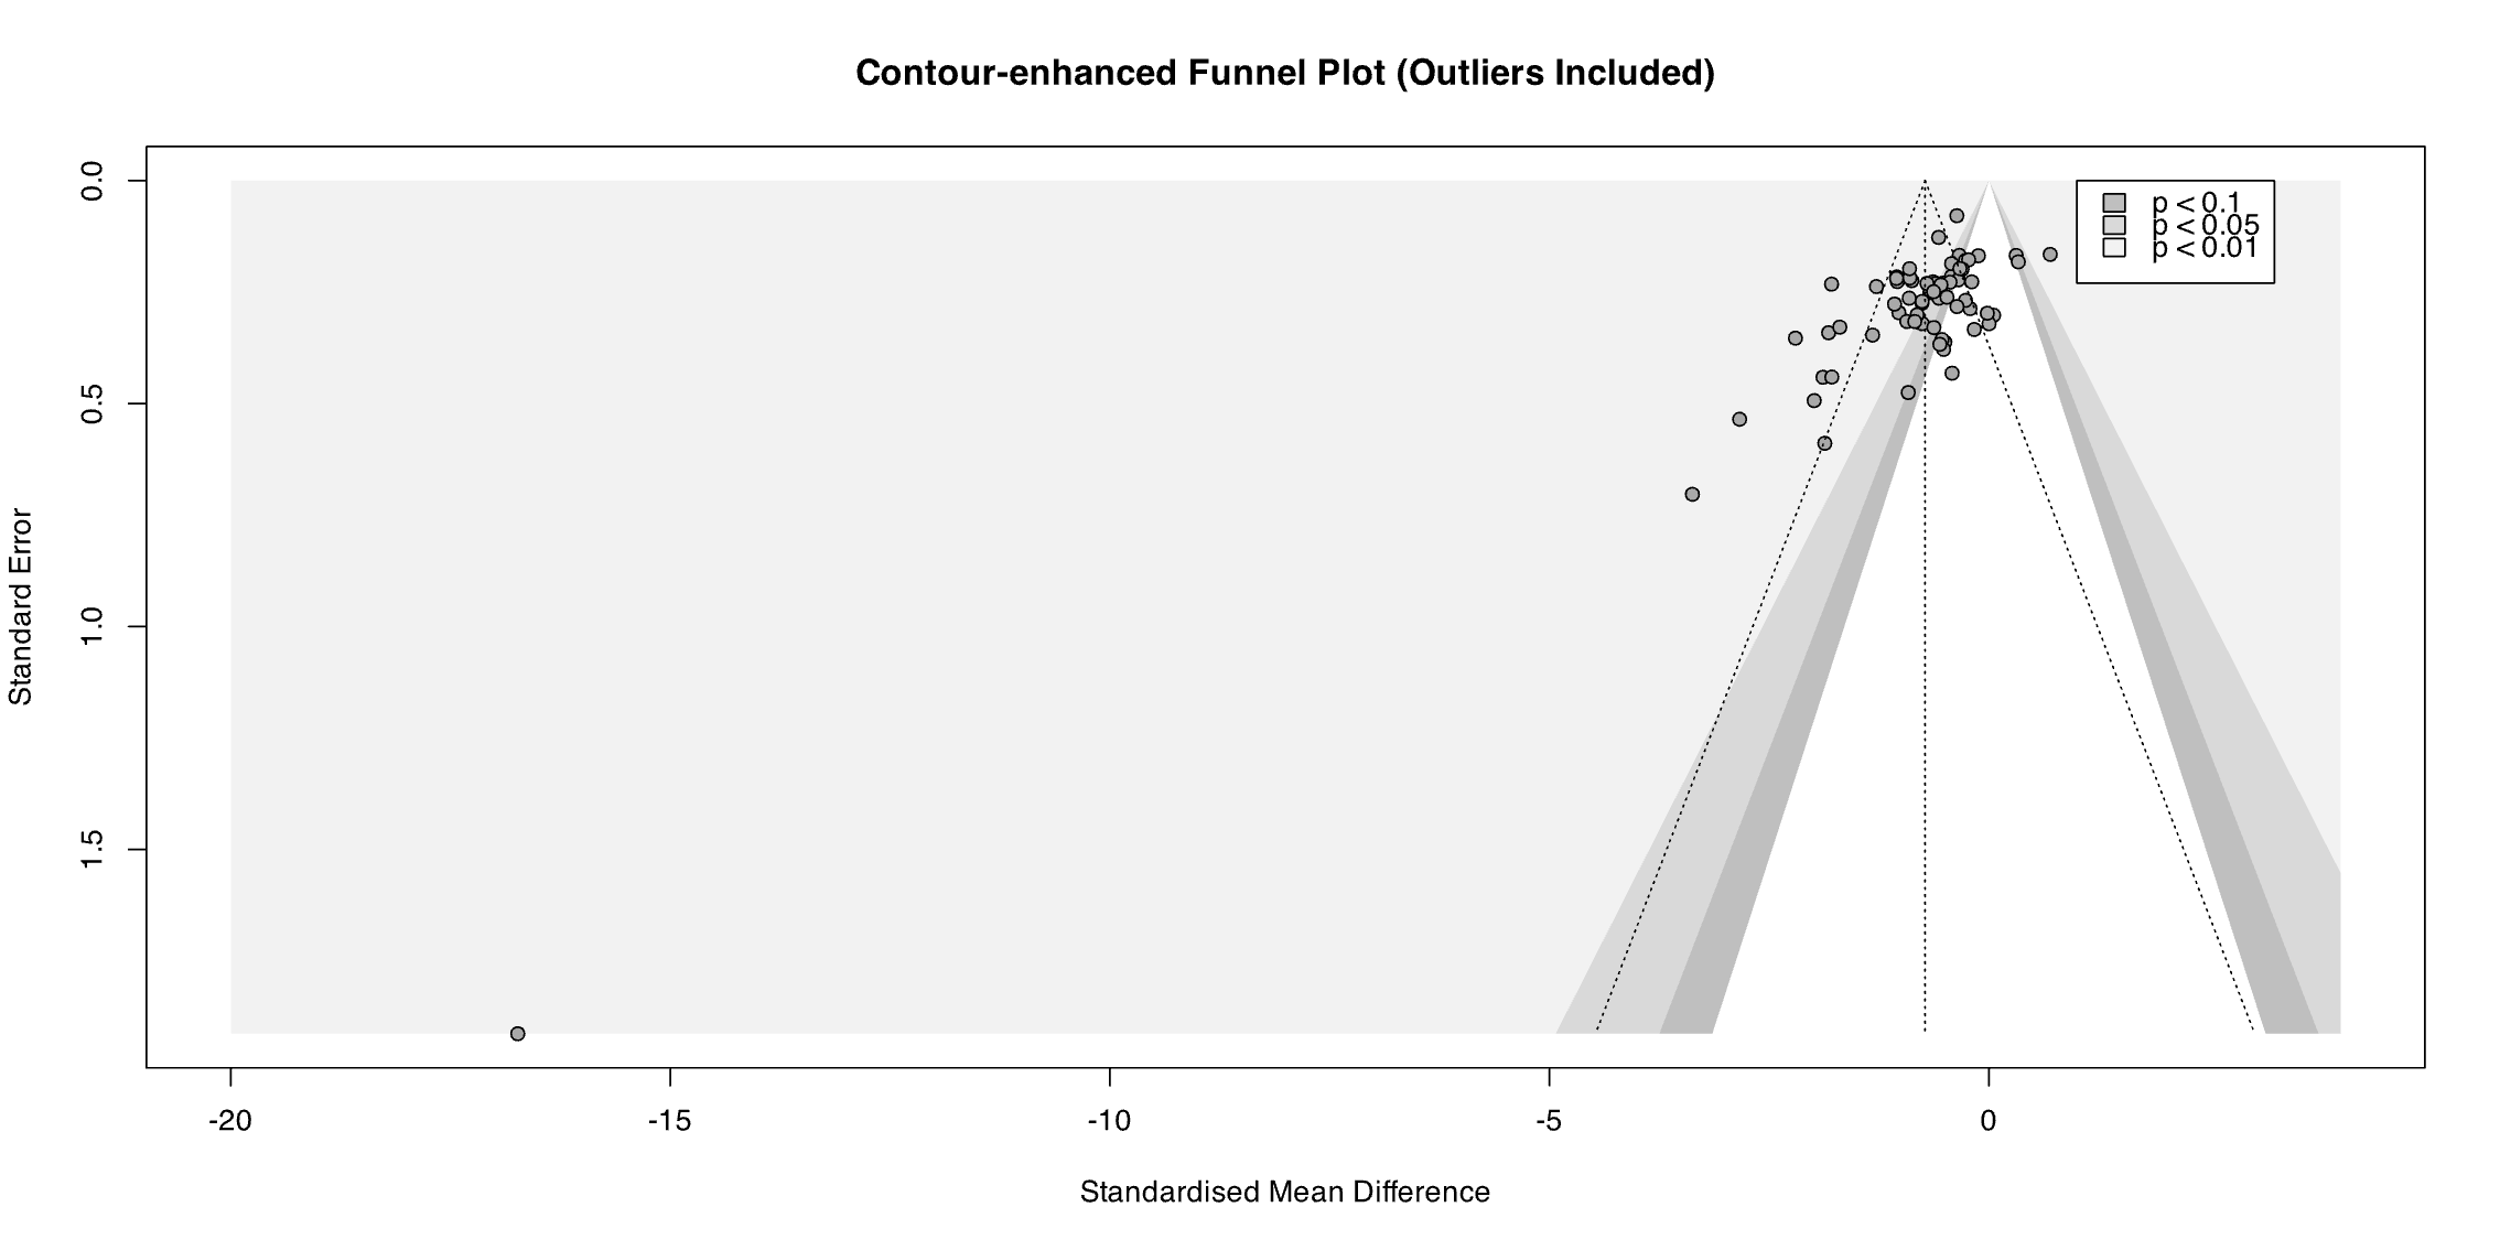 Contour-enhanced Funnel Plot (Outliers Included)
0.0
0.5
1.0
1.5
Standard Error
p < 0.1
p < 0.05
p < 0.01
-20
-15
-10
-5
0
Standardised Mean Difference